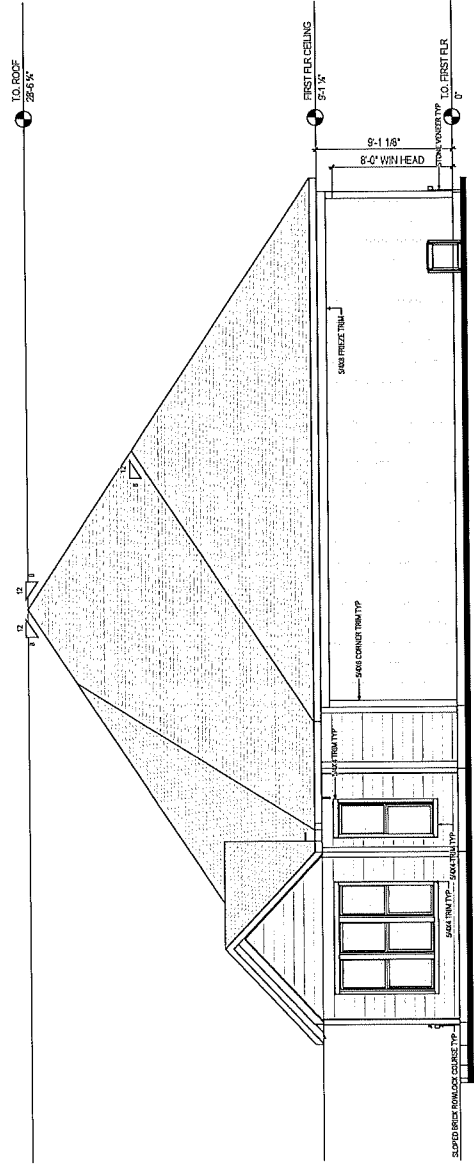 T.O. ROOF
28'-6 ¾"
FIRST FLR CEILING
9'-1 ⅛"
T.O. FIRST FLR
0"
9'-1 1/8"
8'-0" WIN HEAD
STONE VENEER TYP
5/4X8 FRIEZE TRIM
12
8
12
8
12
5/4X6 CORNER TRIM TYP
5/4X4 TRIM TYP
5/4X4 TRIM TYP
5/4X4 TRIM TYP
SLOPED BRICK ROWLOCK COURSE TYP